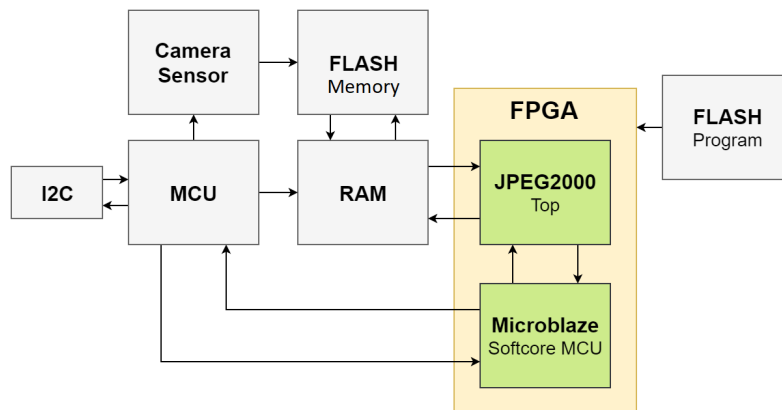 Camera
Sensor
FLASH
Memory
FPGA
FLASH
Program
I2C
MCU
RAM
JPEG2000
Top
Microblaze
Softcore MCU